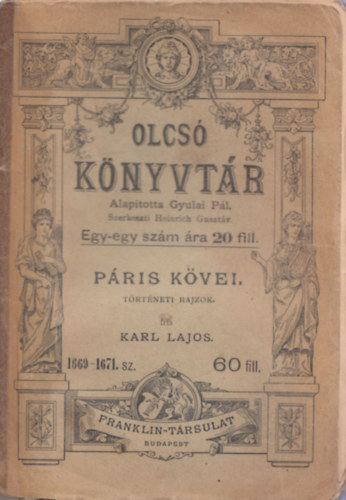 OLCSÓ
KÖNYVTÁR
Alapitotta Gyulai Pál.
Szerkeszti Heinrich Gusztáv.
Egy-egy szám ára 20 fill.
PÁRIS KÖVEI.
TÖRTÉNETI RAJZOK.
IRTA
KARL LAJOS.
1669–1671. sz. 60 fill.
FRANKLIN-TÁRSULAT
BUDAPEST